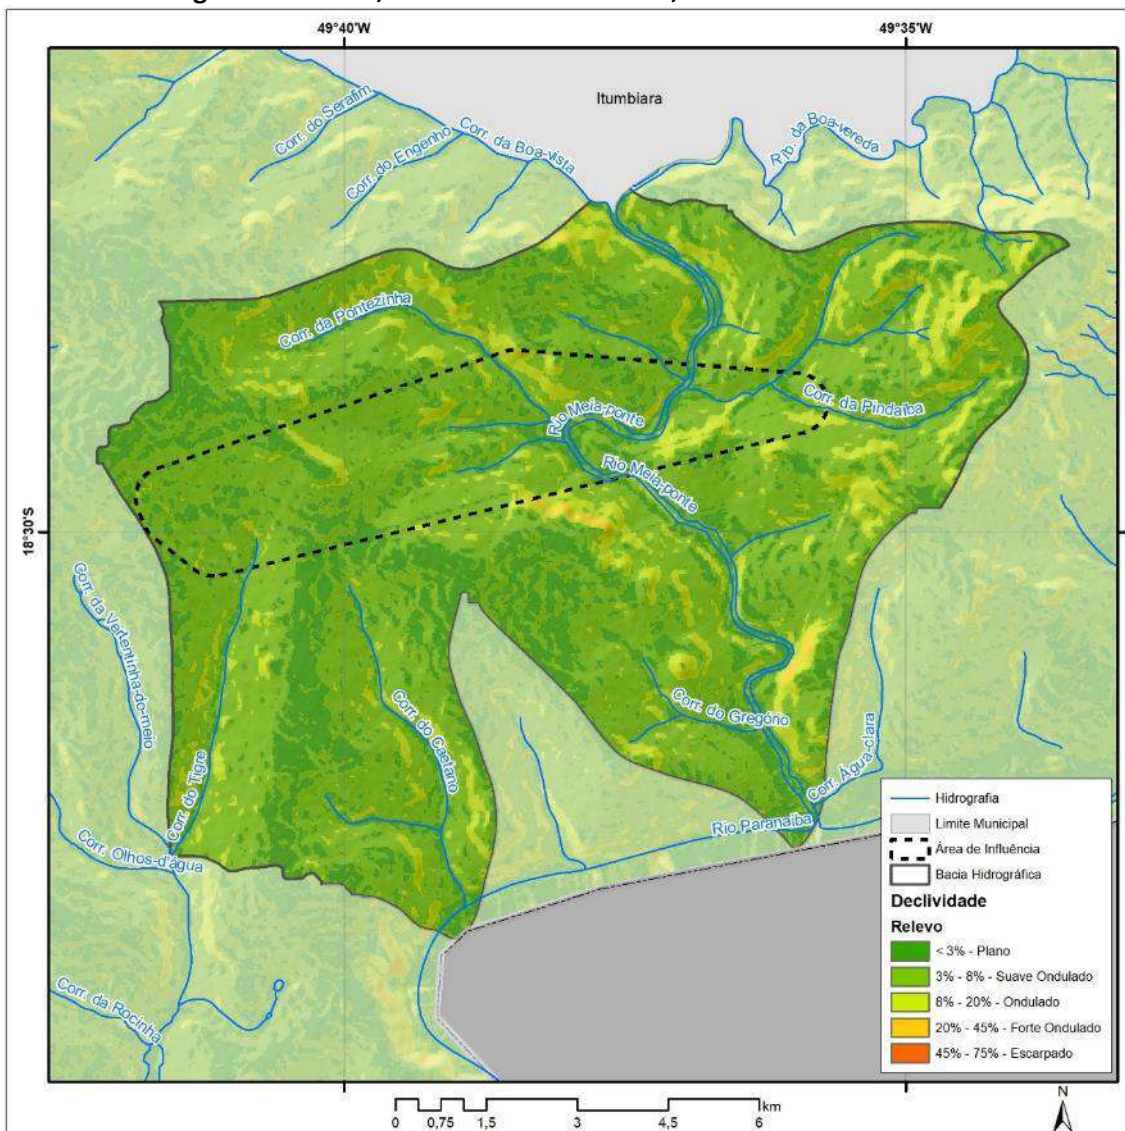 49°40'W
49°35'W
Itumbiara
Corr. do Serafim
Corr. do Engenho
Corr. da Boa-vista
Rib. da Boa-vereda
Corr. da Pontezinha
Rio Meia-ponte
Corr. da Pindaiba
Rio Meia-ponte
18°30'S
Corr. da Vertentinha-do-meio
Corr. do Tigre
Corr. do Caetano
Corr. do Gregório
Corr. Água-clara
Rio Paranaíba
Corr. Olhos-d'água
Corr. da Rocinha
Hidrografia
Limite Municipal
Área de Influência
Bacia Hidrográfica
Declividade
Relevo
< 3% - Plano
3% - 8% - Suave Ondulado
8% - 20% - Ondulado
20% - 45% - Forte Ondulado
45% - 75% - Escarpado
N
km
0 0,75 1,5 3 4,5 6